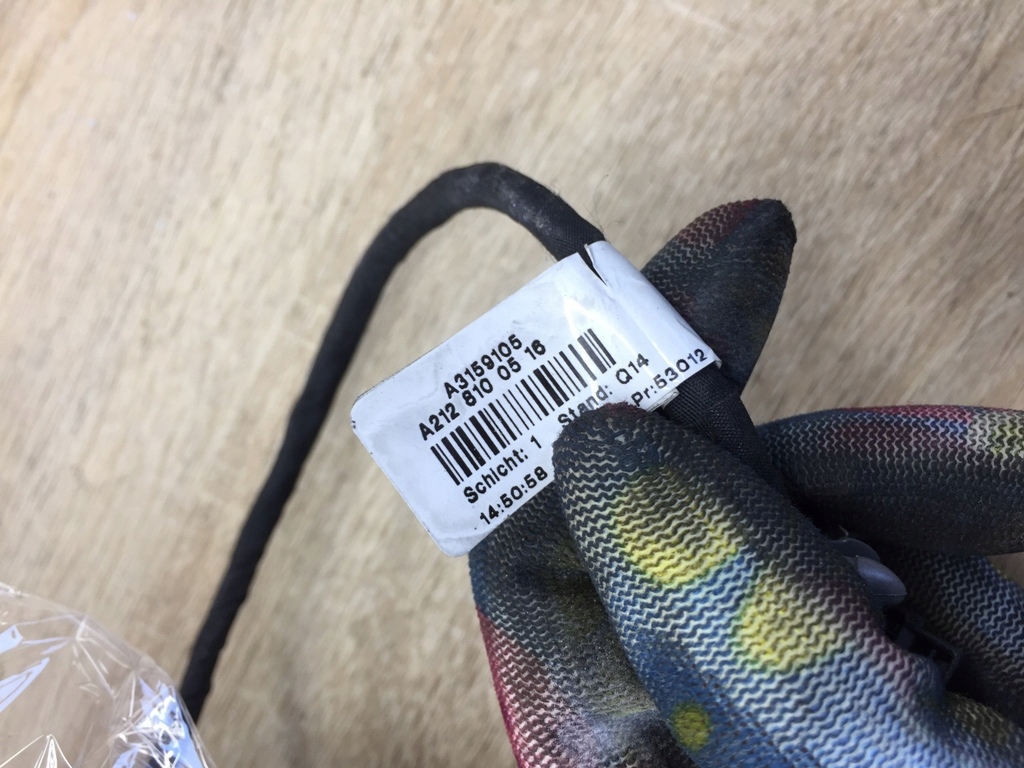 A3159105
A212 810 05 16
Schicht: 1 Stand: Q14
14:50:58 Pr:53012